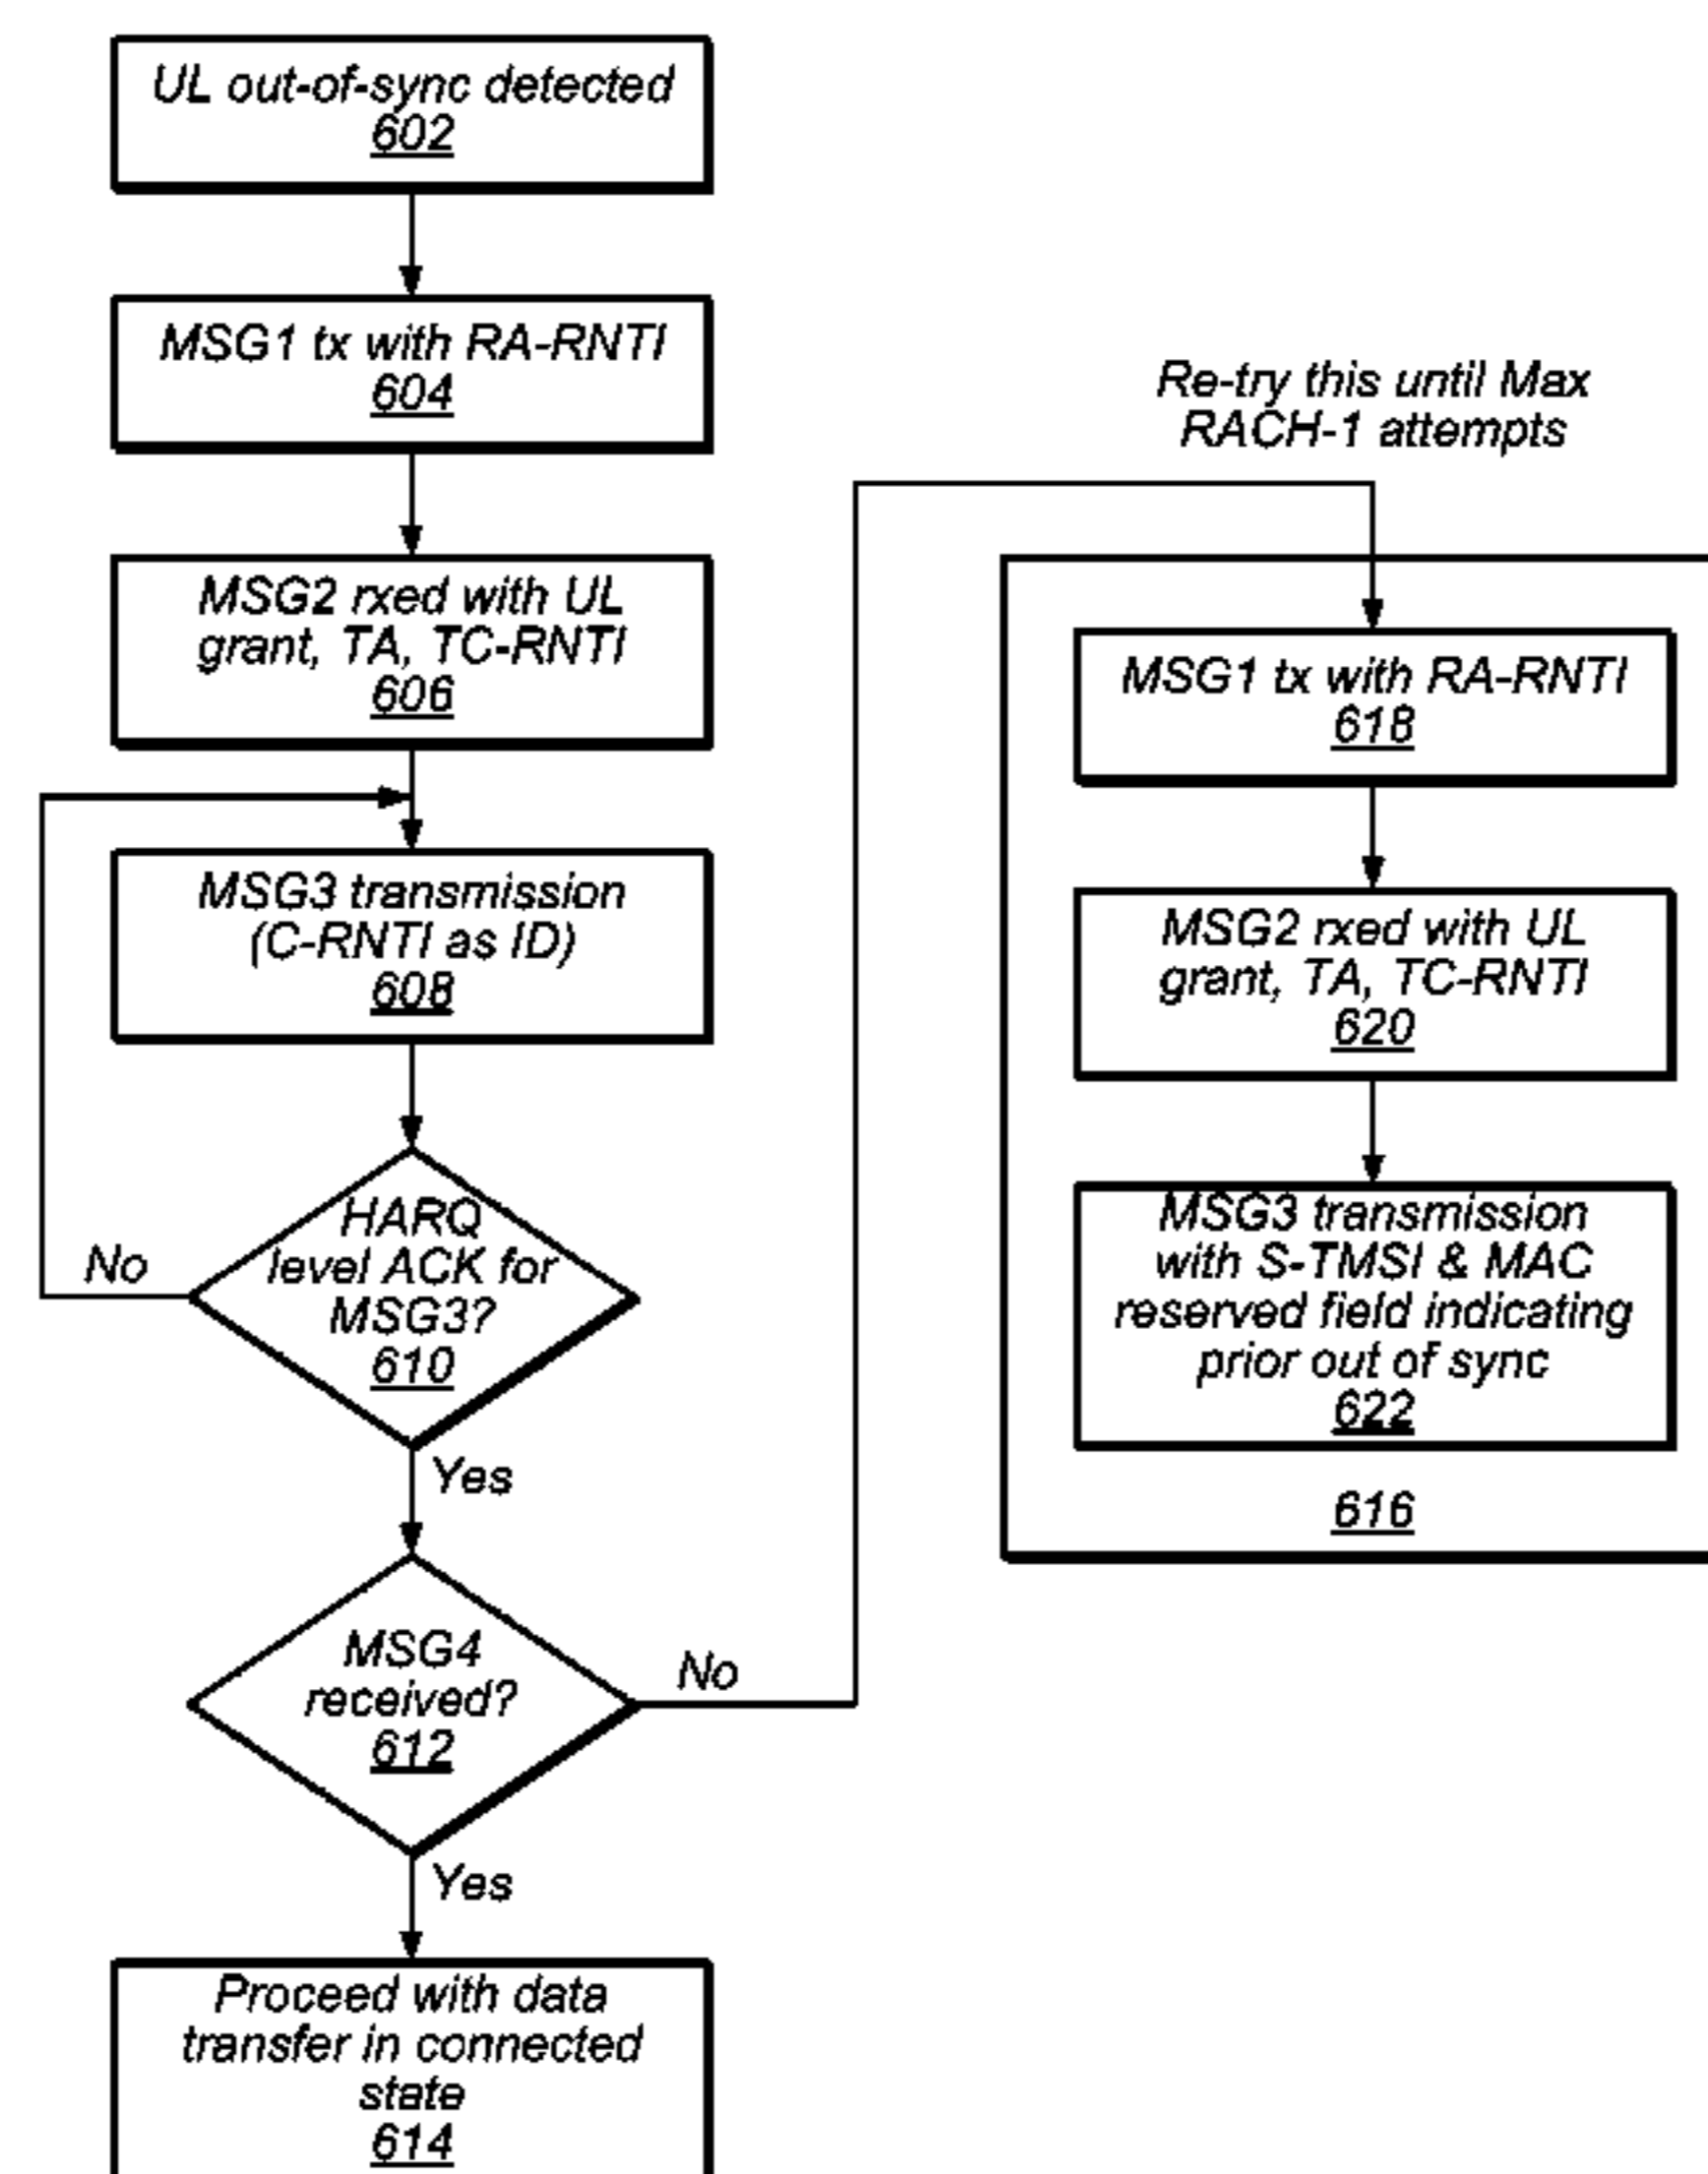 UL out-of-sync detected
602
MSG1 tx with RA-RNTI
604
MSG2 rxed with UL
grant, TA, TC-RNTI
606
MSG3 transmission
(C-RNTI as ID)
608
HARQ
level ACK for
MSG3?
610
No
Yes
MSG4
received?
612
No
Yes
Proceed with data
transfer in connected
state
614
Re-try this until Max
RACH-1 attempts
MSG1 tx with RA-RNTI
618
MSG2 rxed with UL
grant, TA, TC-RNTI
620
MSG3 transmission
with S-TMSI & MAC
reserved field indicating
prior out of sync
622
616